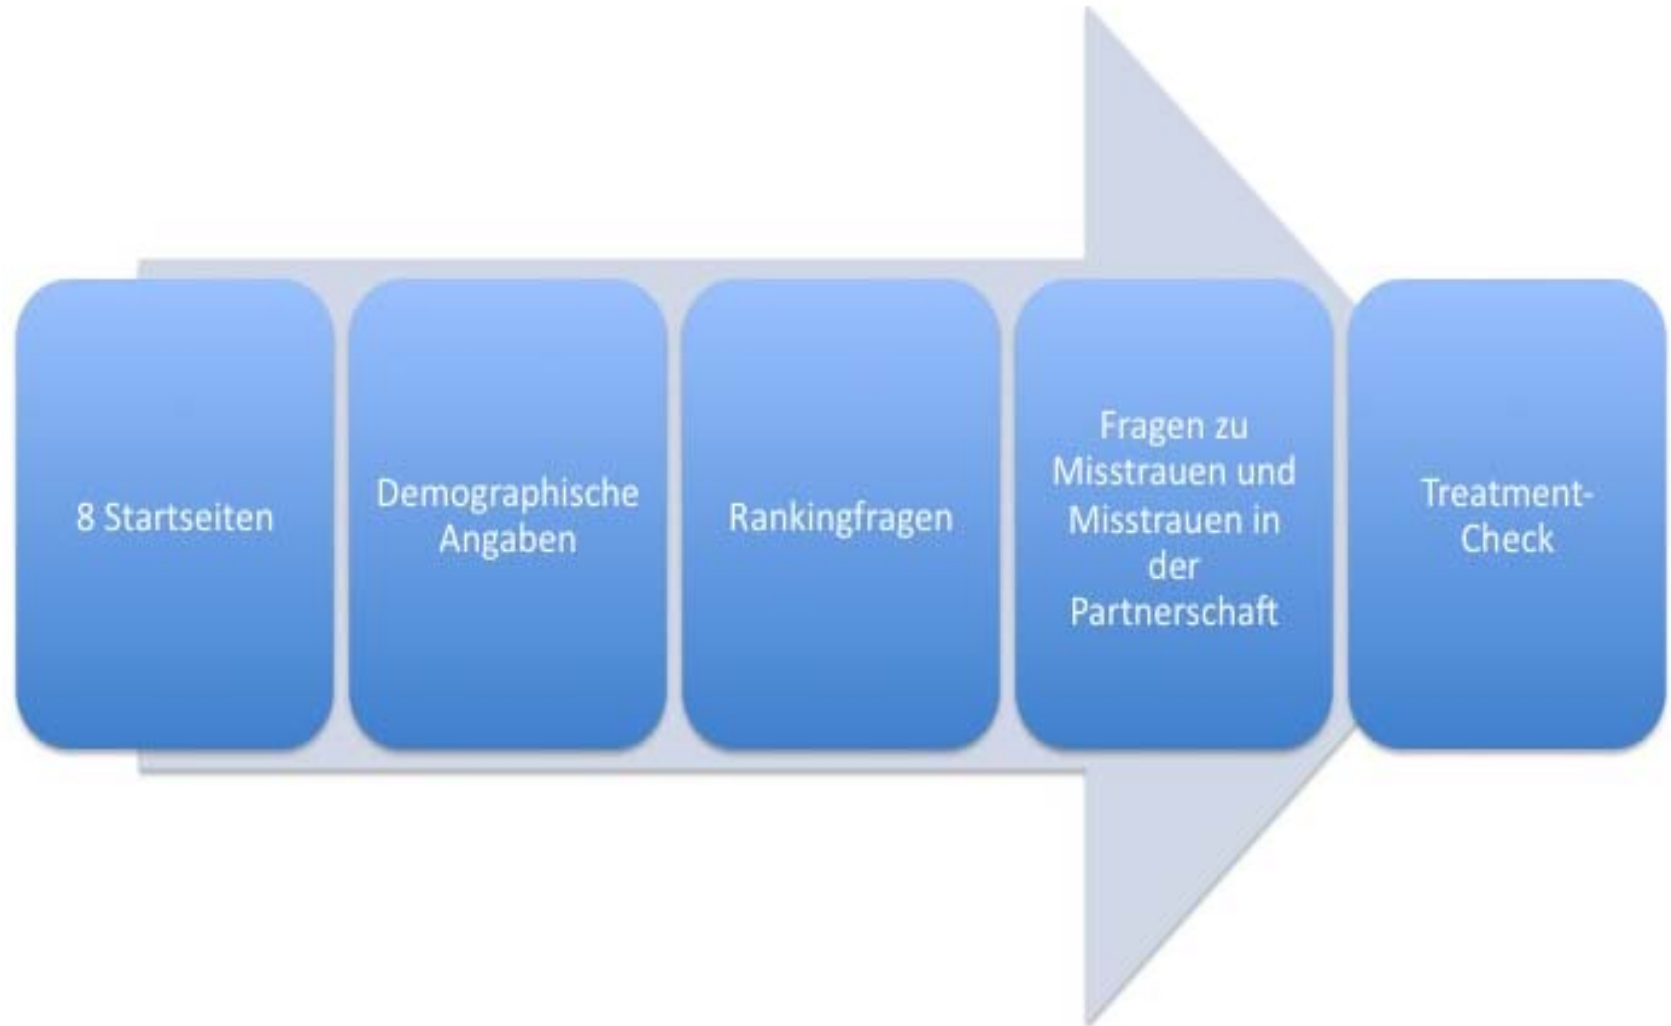 8 Startseiten
Demographische
Angaben
Rankingfragen
Fragen zu
Misstrauen und
Misstrauen in
der
Partnerschaft
Treatment-
Check